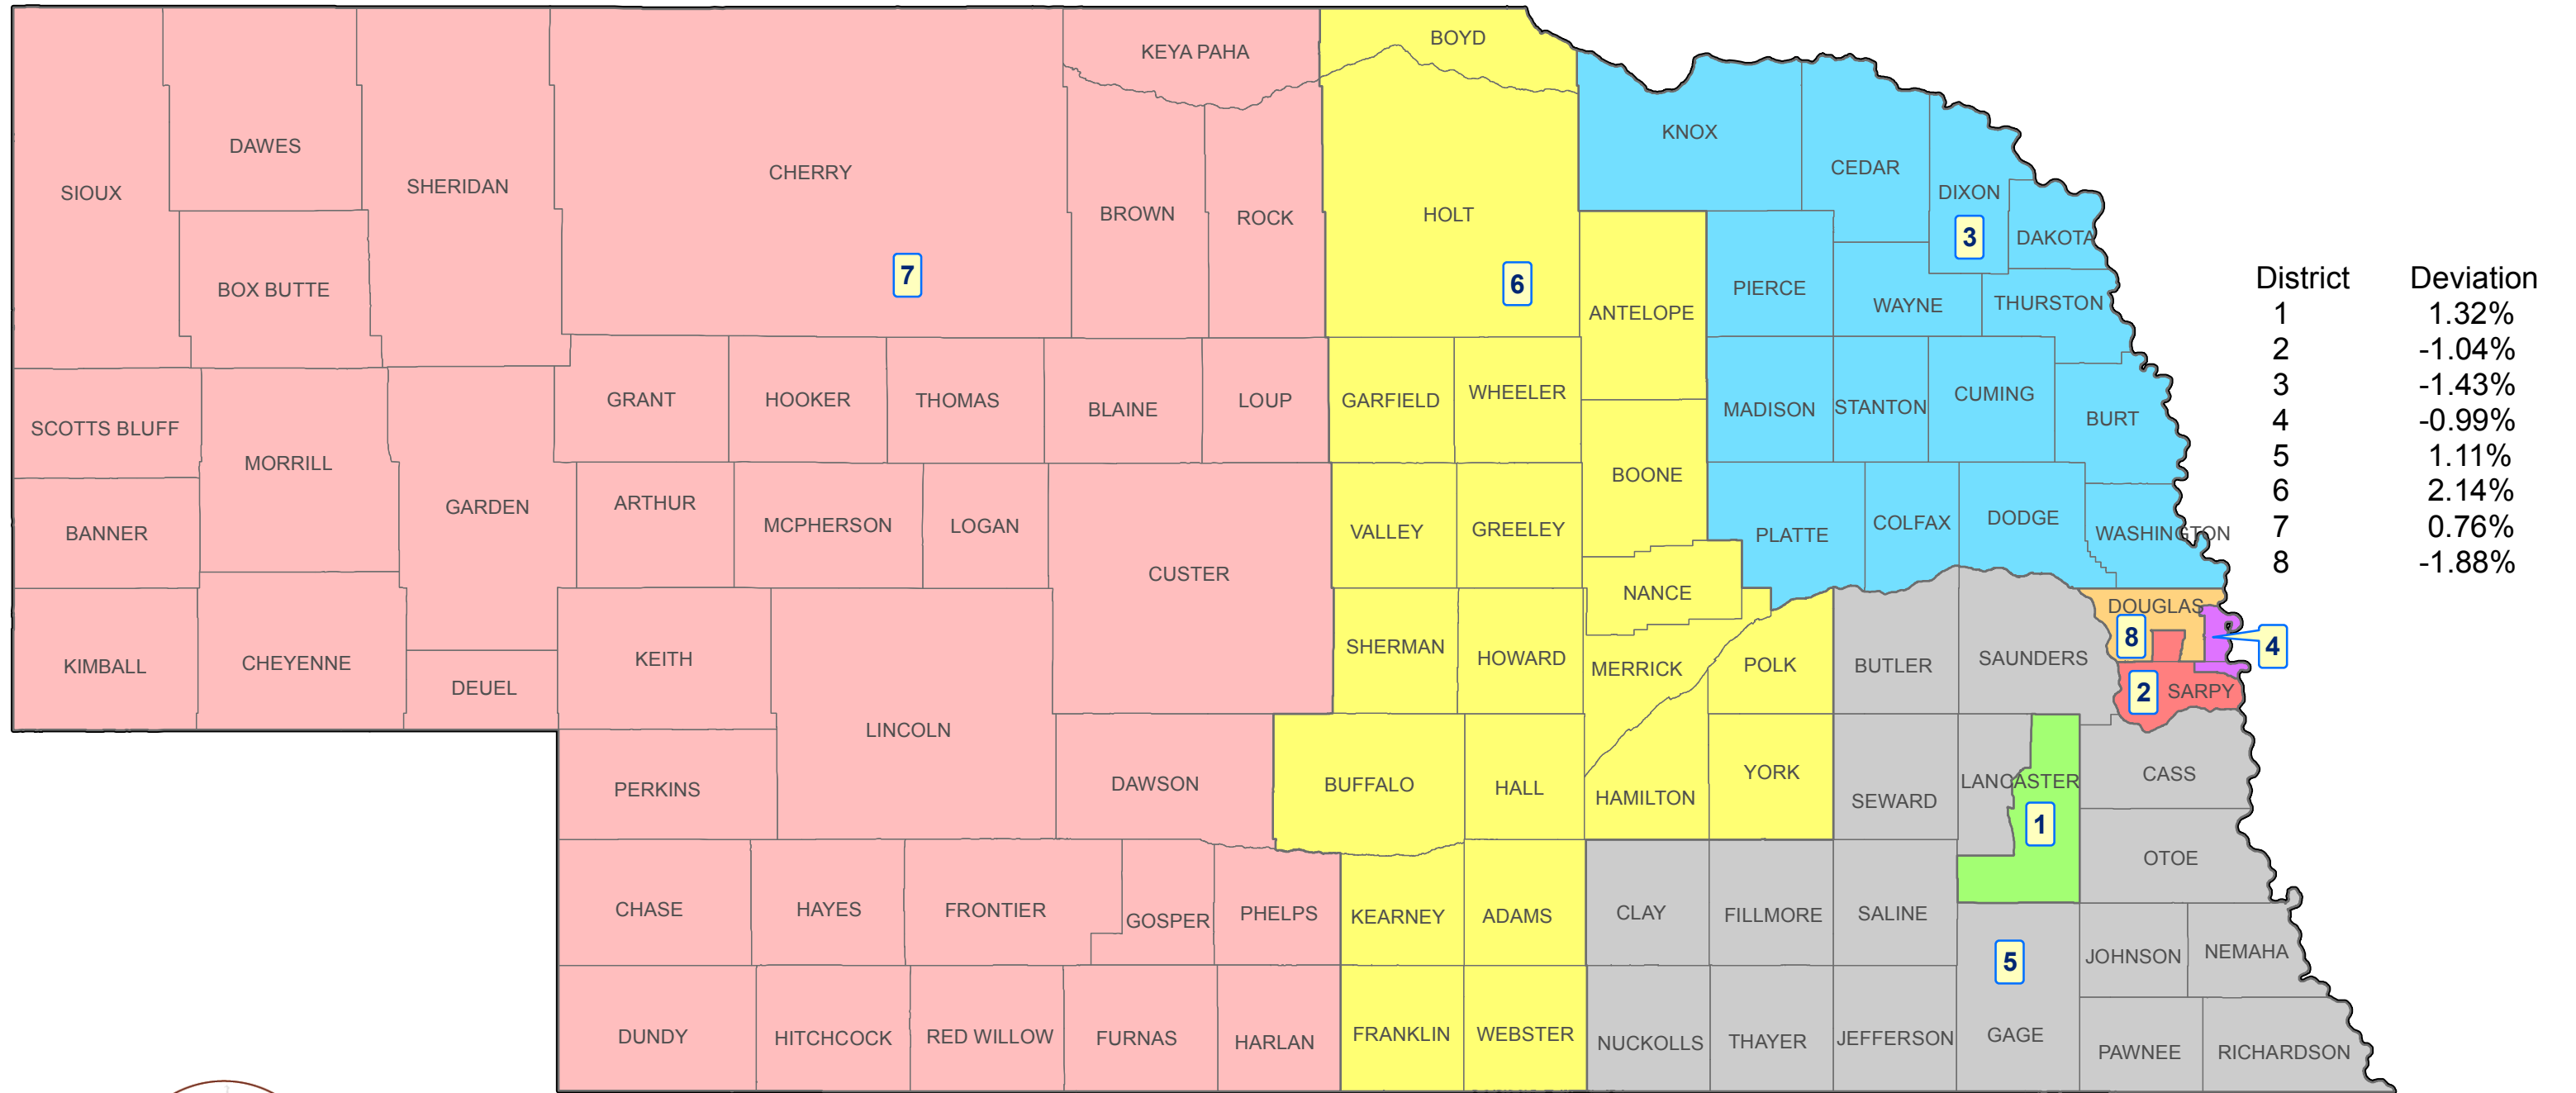 BOYD
KEYA PAHA
KNOX
DAWES
CHERRY
CEDAR
SHERIDAN
SIOUX
DIXON
BROWN
ROCK
HOLT
3
DAKOTA
7
6
BOX BUTTE
ANTELOPE
PIERCE
WAYNE
THURSTON
District Deviation
1 1.32%
2 -1.04%
3 -1.43%
4 -0.99%
5 1.11%
6 2.14%
7 0.76%
8 -1.88%
GRANT
HOOKER
THOMAS
BLAINE
LOUP
GARFIELD
WHEELER
MADISON
STANTON
CUMING
BURT
SCOTTS BLUFF
MORRILL
BOONE
GARDEN
ARTHUR
MCPHERSON
LOGAN
VALLEY
GREELEY
PLATTE
COLFAX
DODGE
WASHINGTON
BANNER
CUSTER
NANCE
DOUGLAS
8
4
KIMBALL
CHEYENNE
DEUEL
KEITH
SHERMAN
HOWARD
MERRICK
POLK
BUTLER
SAUNDERS
2
SARPY
LINCOLN
PERKINS
DAWSON
BUFFALO
HALL
HAMILTON
YORK
SEWARD
LANCASTER
CASS
1
OTOE
CHASE
HAYES
FRONTIER
GOSPER
PHELPS
KEARNEY
ADAMS
CLAY
FILLMORE
SALINE
5
JOHNSON
NEMAHA
DUNDY
HITCHCOCK
RED WILLOW
FURNAS
HARLAN
FRANKLIN
WEBSTER
NUCKOLLS
THAYER
JEFFERSON
GAGE
PAWNEE
RICHARDSON